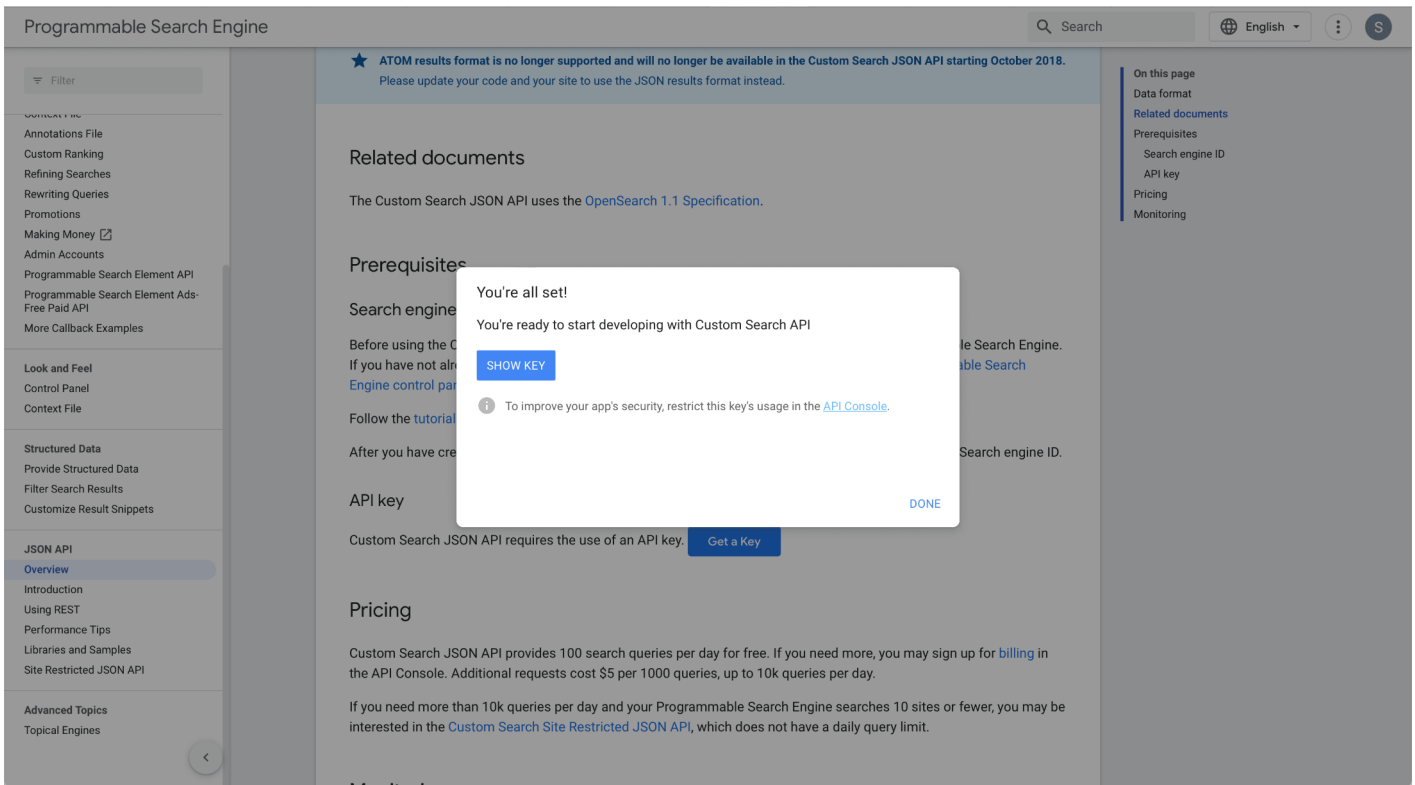 Programmable Search Engine
Search
English
S
Filter
Context File
Annotations File
Custom Ranking
Refining Searches
Rewriting Queries
Promotions
Making Money
Admin Accounts
Programmable Search Element API
Programmable Search Element Ads-
Free Paid API
More Callback Examples
Look and Feel
Control Panel
Context File
Structured Data
Provide Structured Data
Filter Search Results
Customize Result Snippets
JSON API
Overview
Introduction
Using REST
Performance Tips
Libraries and Samples
Site Restricted JSON API
Advanced Topics
Topical Engines
ATOM results format is no longer supported and will no longer be available in the Custom Search JSON API starting October 2018.
Please update your code and your site to use the JSON results format instead.
Related documents
The Custom Search JSON API uses the OpenSearch 1.1 Specification.
Prerequisites
Search engine
Before using the C
le Search Engine.
If you have not alr
able Search
Engine control pan
Follow the tutorial
After you have cre
Search engine ID.
API key
Custom Search JSON API requires the use of an API key. Get a Key
You're all set!
You're ready to start developing with Custom Search API
SHOW KEY
To improve your app's security, restrict this key's usage in the API Console.
DONE
Pricing
Custom Search JSON API provides 100 search queries per day for free. If you need more, you may sign up for billing in
the API Console. Additional requests cost $5 per 1000 queries, up to 10k queries per day.
If you need more than 10k queries per day and your Programmable Search Engine searches 10 sites or fewer, you may be
interested in the Custom Search Site Restricted JSON API, which does not have a daily query limit.
On this page
Data format
Related documents
Prerequisites
Search engine ID
API key
Pricing
Monitoring